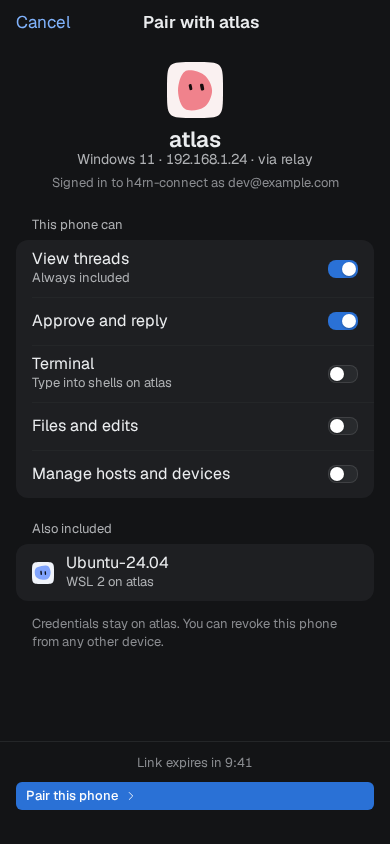 Cancel
Pair with atlas
atlas
Windows 11 · 192.168.1.24 · via relay
Signed in to h4rn-connect as dev@example.com
This phone can
View threads
Always included
Approve and reply
Terminal
Type into shells on atlas
Files and edits
Manage hosts and devices
Also included
Ubuntu-24.04
WSL 2 on atlas
Credentials stay on atlas. You can revoke this phone
from any other device.
Link expires in 9:41
Pair this phone